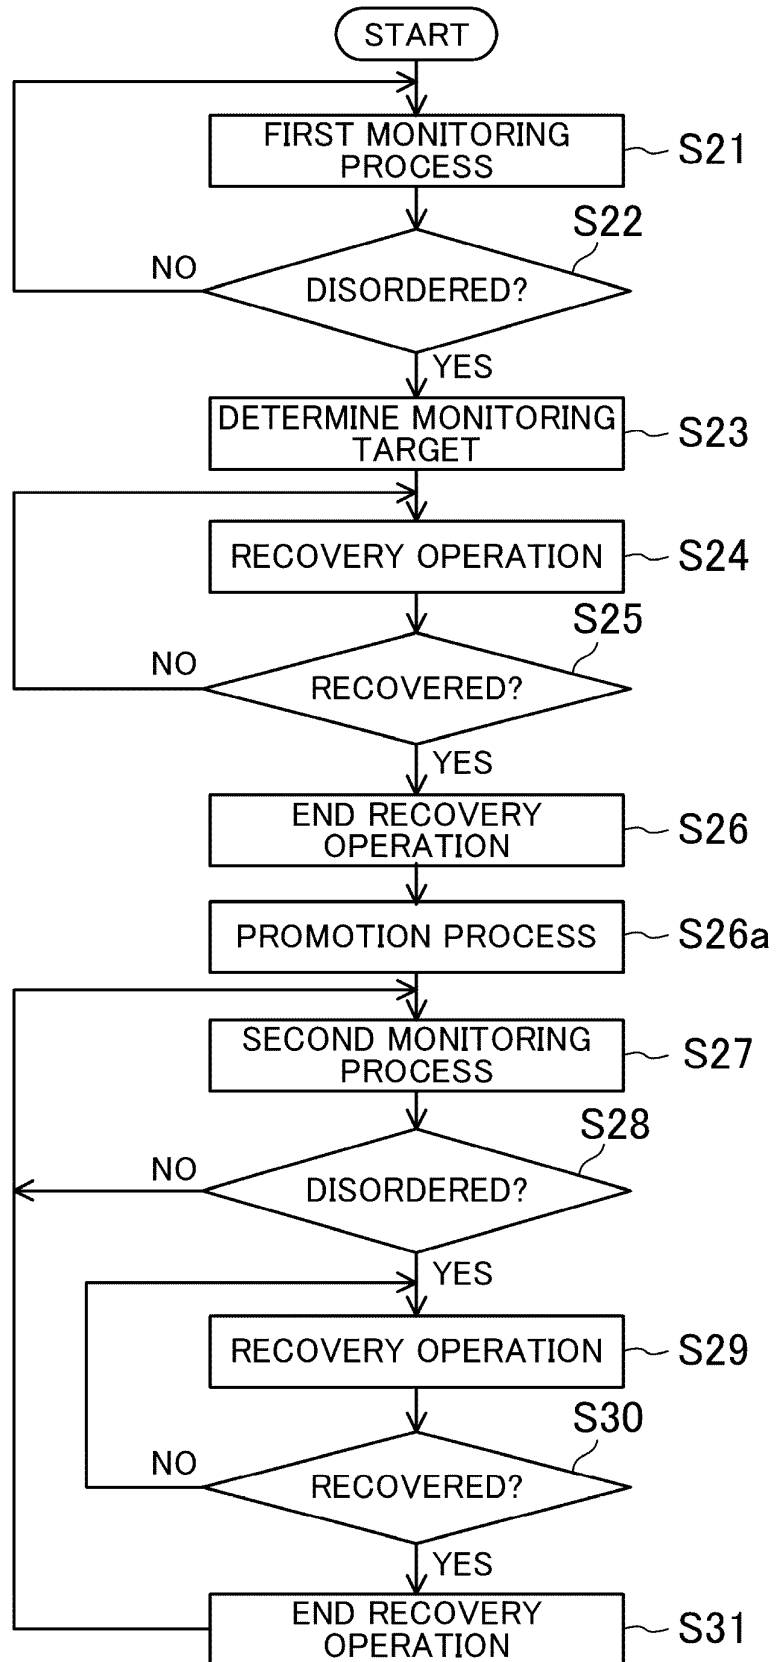 START
FIRST MONITORING
PROCESS
S21
S22
DISORDERED?
NO
YES
DETERMINE MONITORING
TARGET
S23
RECOVERY OPERATION
S24
S25
RECOVERED?
NO
YES
END RECOVERY
OPERATION
S26
PROMOTION PROCESS
S26a
SECOND MONITORING
PROCESS
S27
S28
DISORDERED?
NO
YES
RECOVERY OPERATION
S29
S30
RECOVERED?
NO
YES
END RECOVERY
OPERATION
S31